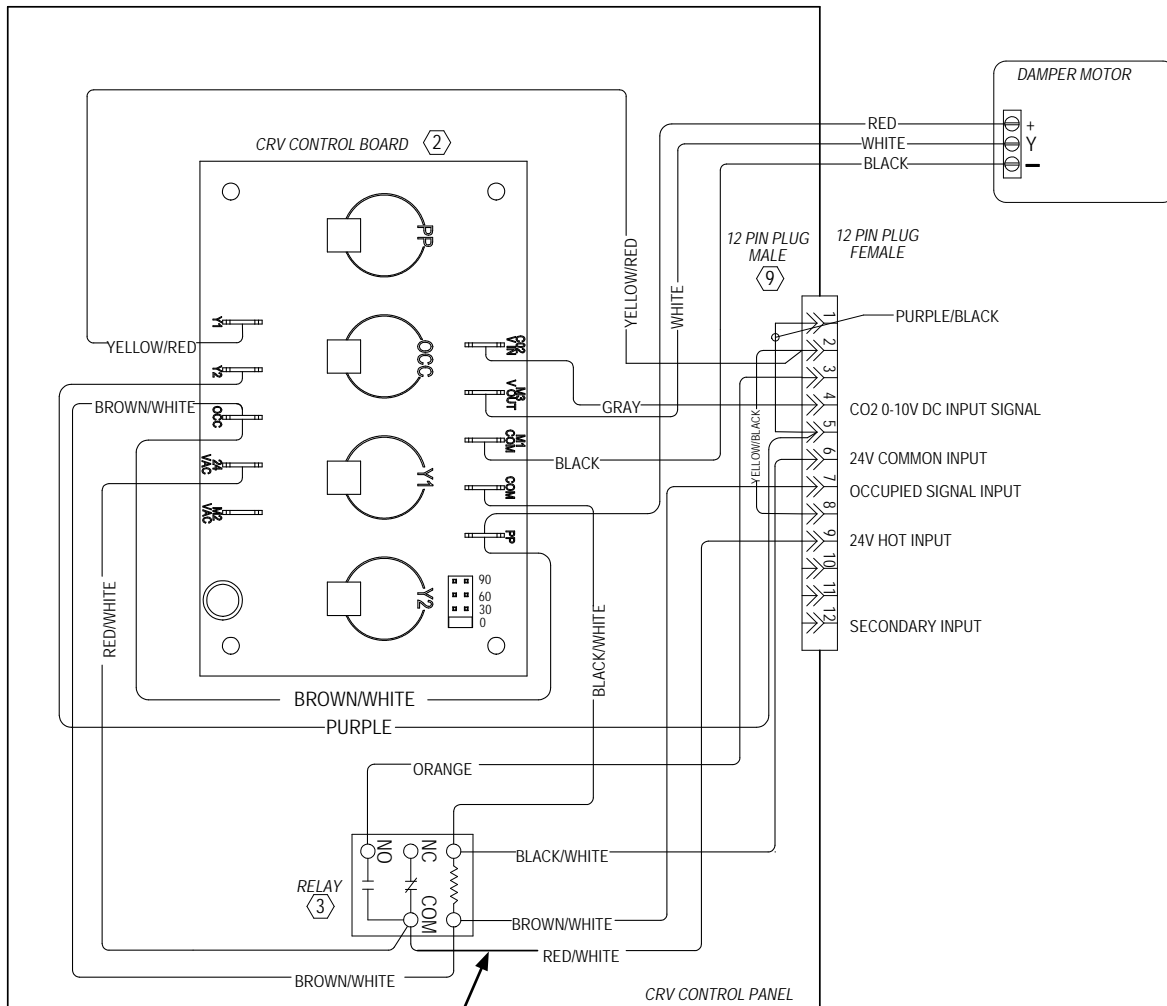 DAMPER MOTOR
RED
+
WHITE
Y
BLACK
−
CRV CONTROL BOARD
2
12 PIN PLUG
MALE
9
12 PIN PLUG
FEMALE
YELLOW/RED
WHITE
PP
OCC
Y1
Y2
Y1
YELLOW/RED
Y2
BROWN/WHITE
OCC
24
VAC
M2
VAC
CO2
V IN
M3
V OUT
M1
COM
COM
PP
90
60
30
0
GRAY
BLACK
YELLOW/BLACK
1
PURPLE/BLACK
2
3
4
CO2 0-10V DC INPUT SIGNAL
5
6
24V COMMON INPUT
7
OCCUPIED SIGNAL INPUT
8
9
24V HOT INPUT
10
11
12
SECONDARY INPUT
RED/WHITE
BLACK/WHITE
BROWN/WHITE
PURPLE
ORANGE
NO
NC
COM
BLACK/WHITE
RELAY
3
BROWN/WHITE
RED/WHITE
BROWN/WHITE
CRV CONTROL PANEL